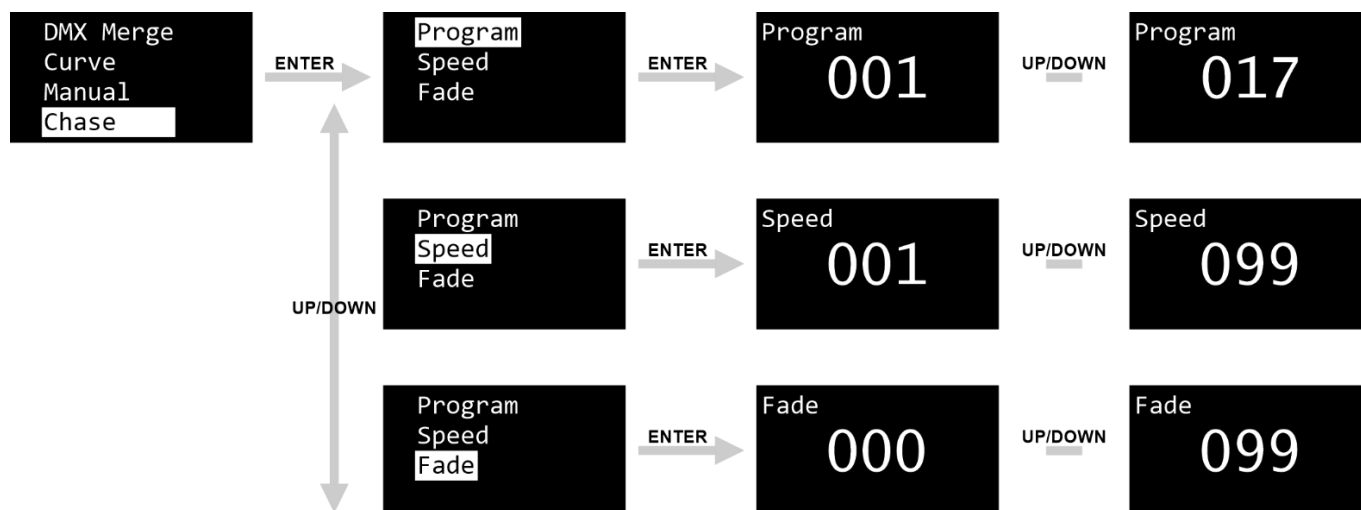 DMX Merge
Curve
Manual
Chase
ENTER
Program
Speed
Fade
ENTER
Program
001
UP/DOWN
Program
017
UP/DOWN
Program
Speed
Fade
ENTER
Speed
001
UP/DOWN
Speed
099
Program
Speed
Fade
ENTER
Fade
000
UP/DOWN
Fade
099